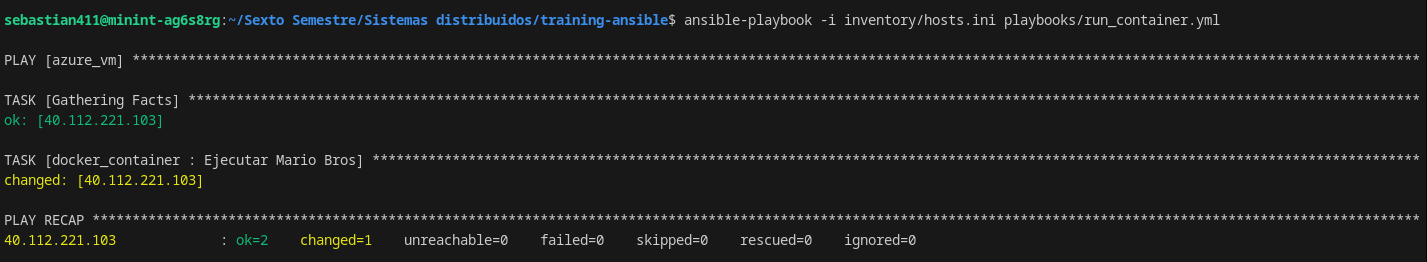 sebastian411@minint-ag6s8rg:~/Sexto Semestre/Sistemas distribuidos/training-ansible$ ansible-playbook -i inventory/hosts.ini playbooks/run_container.yml
PLAY [azure_vm] *****************************************************************************************************************************************************************
TASK [Gathering Facts] **********************************************************************************************************************************************************
ok: [40.112.221.103]
TASK [docker_container : Ejecutar Mario Bros] ***********************************************************************************************************************************
changed: [40.112.221.103]
PLAY RECAP **********************************************************************************************************************************************************************
40.112.221.103             : ok=2    changed=1    unreachable=0    failed=0    skipped=0    rescued=0    ignored=0